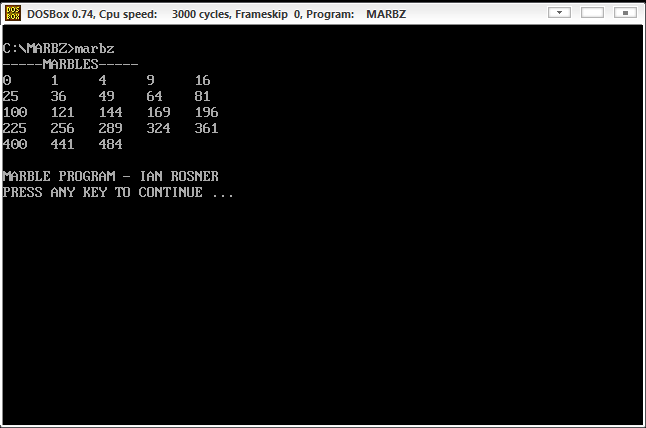 DOS BOX DOSBox 0.74, Cpu speed: 3000 cycles, Frameskip 0, Program: MARBZ
C:\MARBZ>marbz
-----MARBLES-----
0 1 4 9 16
25 36 49 64 81
100 121 144 169 196
225 256 289 324 361
400 441 484
MARBLE PROGRAM - IAN ROSNER
PRESS ANY KEY TO CONTINUE ...